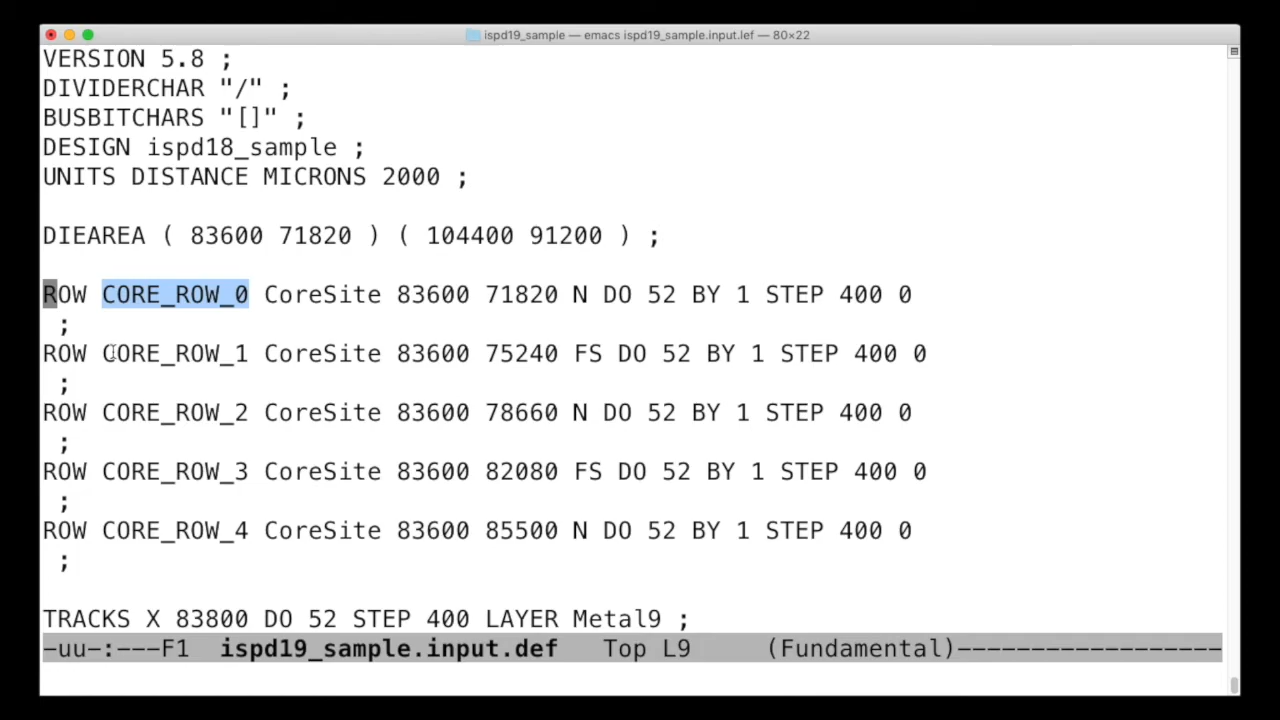 ispd19_sample — emacs ispd19_sample.input.lef — 80×22
VERSION 5.8 ;
DIVIDERCHAR "/" ;
BUSBITCHARS "[]" ;
DESIGN ispd18_sample ;
UNITS DISTANCE MICRONS 2000 ;
DIEAREA ( 83600 71820 ) ( 104400 91200 ) ;
ROW CORE_ROW_0 CoreSite 83600 71820 N DO 52 BY 1 STEP 400 0
;
ROW CORE_ROW_1 CoreSite 83600 75240 FS DO 52 BY 1 STEP 400 0
;
ROW CORE_ROW_2 CoreSite 83600 78660 N DO 52 BY 1 STEP 400 0
;
ROW CORE_ROW_3 CoreSite 83600 82080 FS DO 52 BY 1 STEP 400 0
;
ROW CORE_ROW_4 CoreSite 83600 85500 N DO 52 BY 1 STEP 400 0
;
TRACKS X 83800 DO 52 STEP 400 LAYER Metal9 ;
-uu-:---F1  ispd19_sample.input.def   Top L9     (Fundamental)------------------